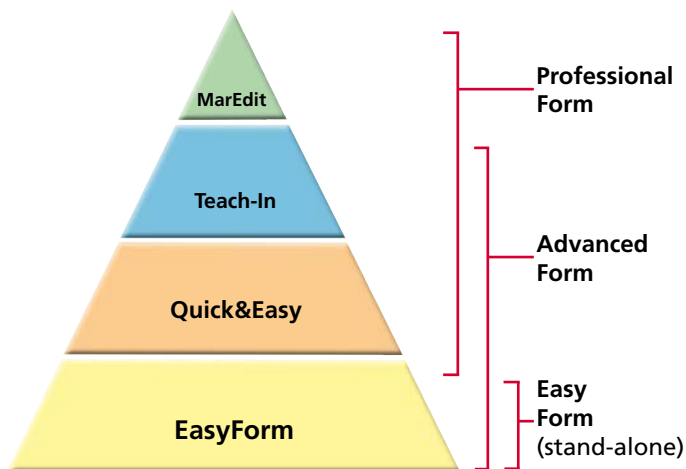 MarEdit
Teach-In
Quick&Easy
EasyForm
Professional
Form
Advanced
Form
Easy
Form
(stand-alone)